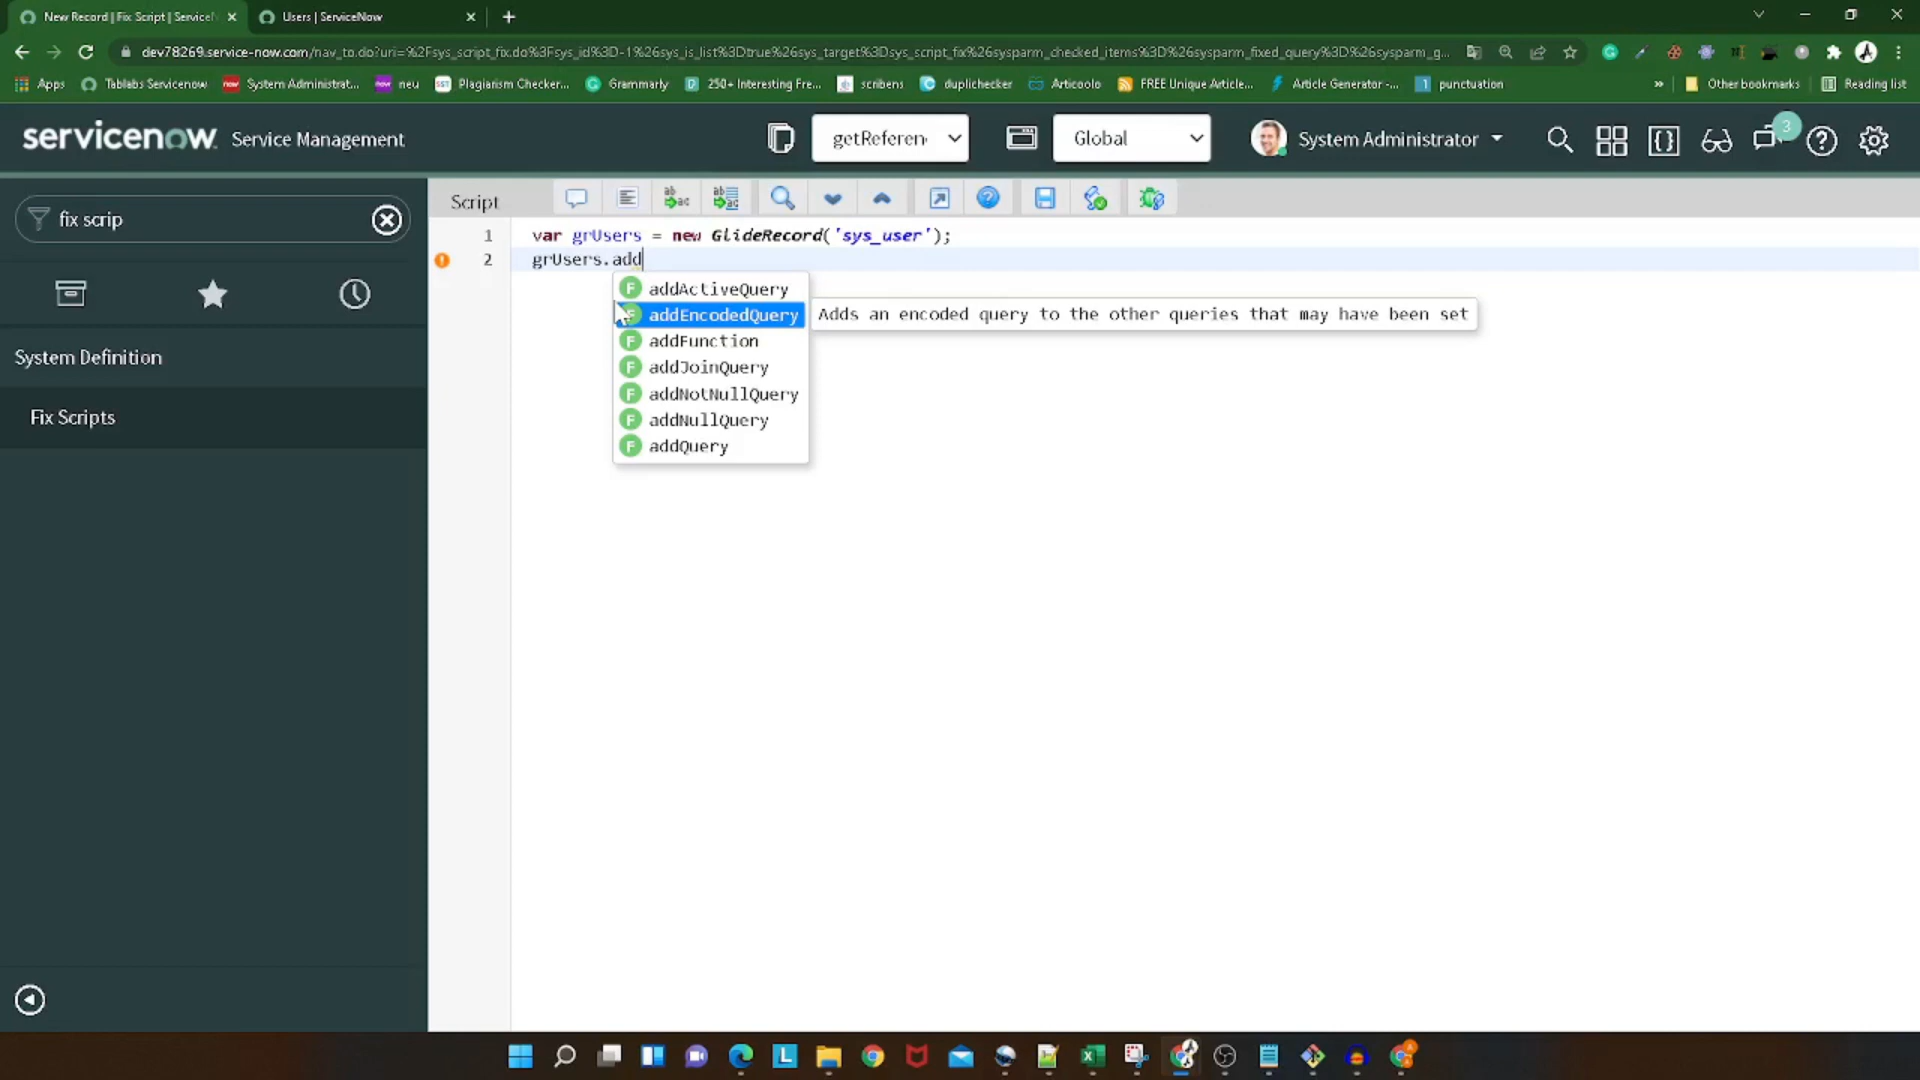 New Record | Fix Script | ServiceN
Users | ServiceNow
dev78269.service-now.com/nav_to.do?uri=%2Fsys_script_fix.do%3Fsys_id%3D-1%26sys_is_list%3Dtrue%26sys_target%3Dsys_script_fix%26sysparm_checked_items%3D%26sysparm_fixed_query%3D%26sysparm_g...
Apps
Tablabs Servicenow
System Administrat...
neu
Plagiarism Checker...
Grammarly
250+ Interesting Fre...
scribens
duplichecker
Articoolo
FREE Unique Article...
Article Generator -...
punctuation
»
Other bookmarks
Reading list
servicenow Service Management
getReferen
Global
System Administrator
3
fix scrip
System Definition
Fix Scripts
Script
1 var grUsers = new GlideRecord('sys_user');
2 grUsers.add
F addActiveQuery
F addEncodedQuery
Adds an encoded query to the other queries that may have been set
F addFunction
F addJoinQuery
F addNotNullQuery
F addNullQuery
F addQuery